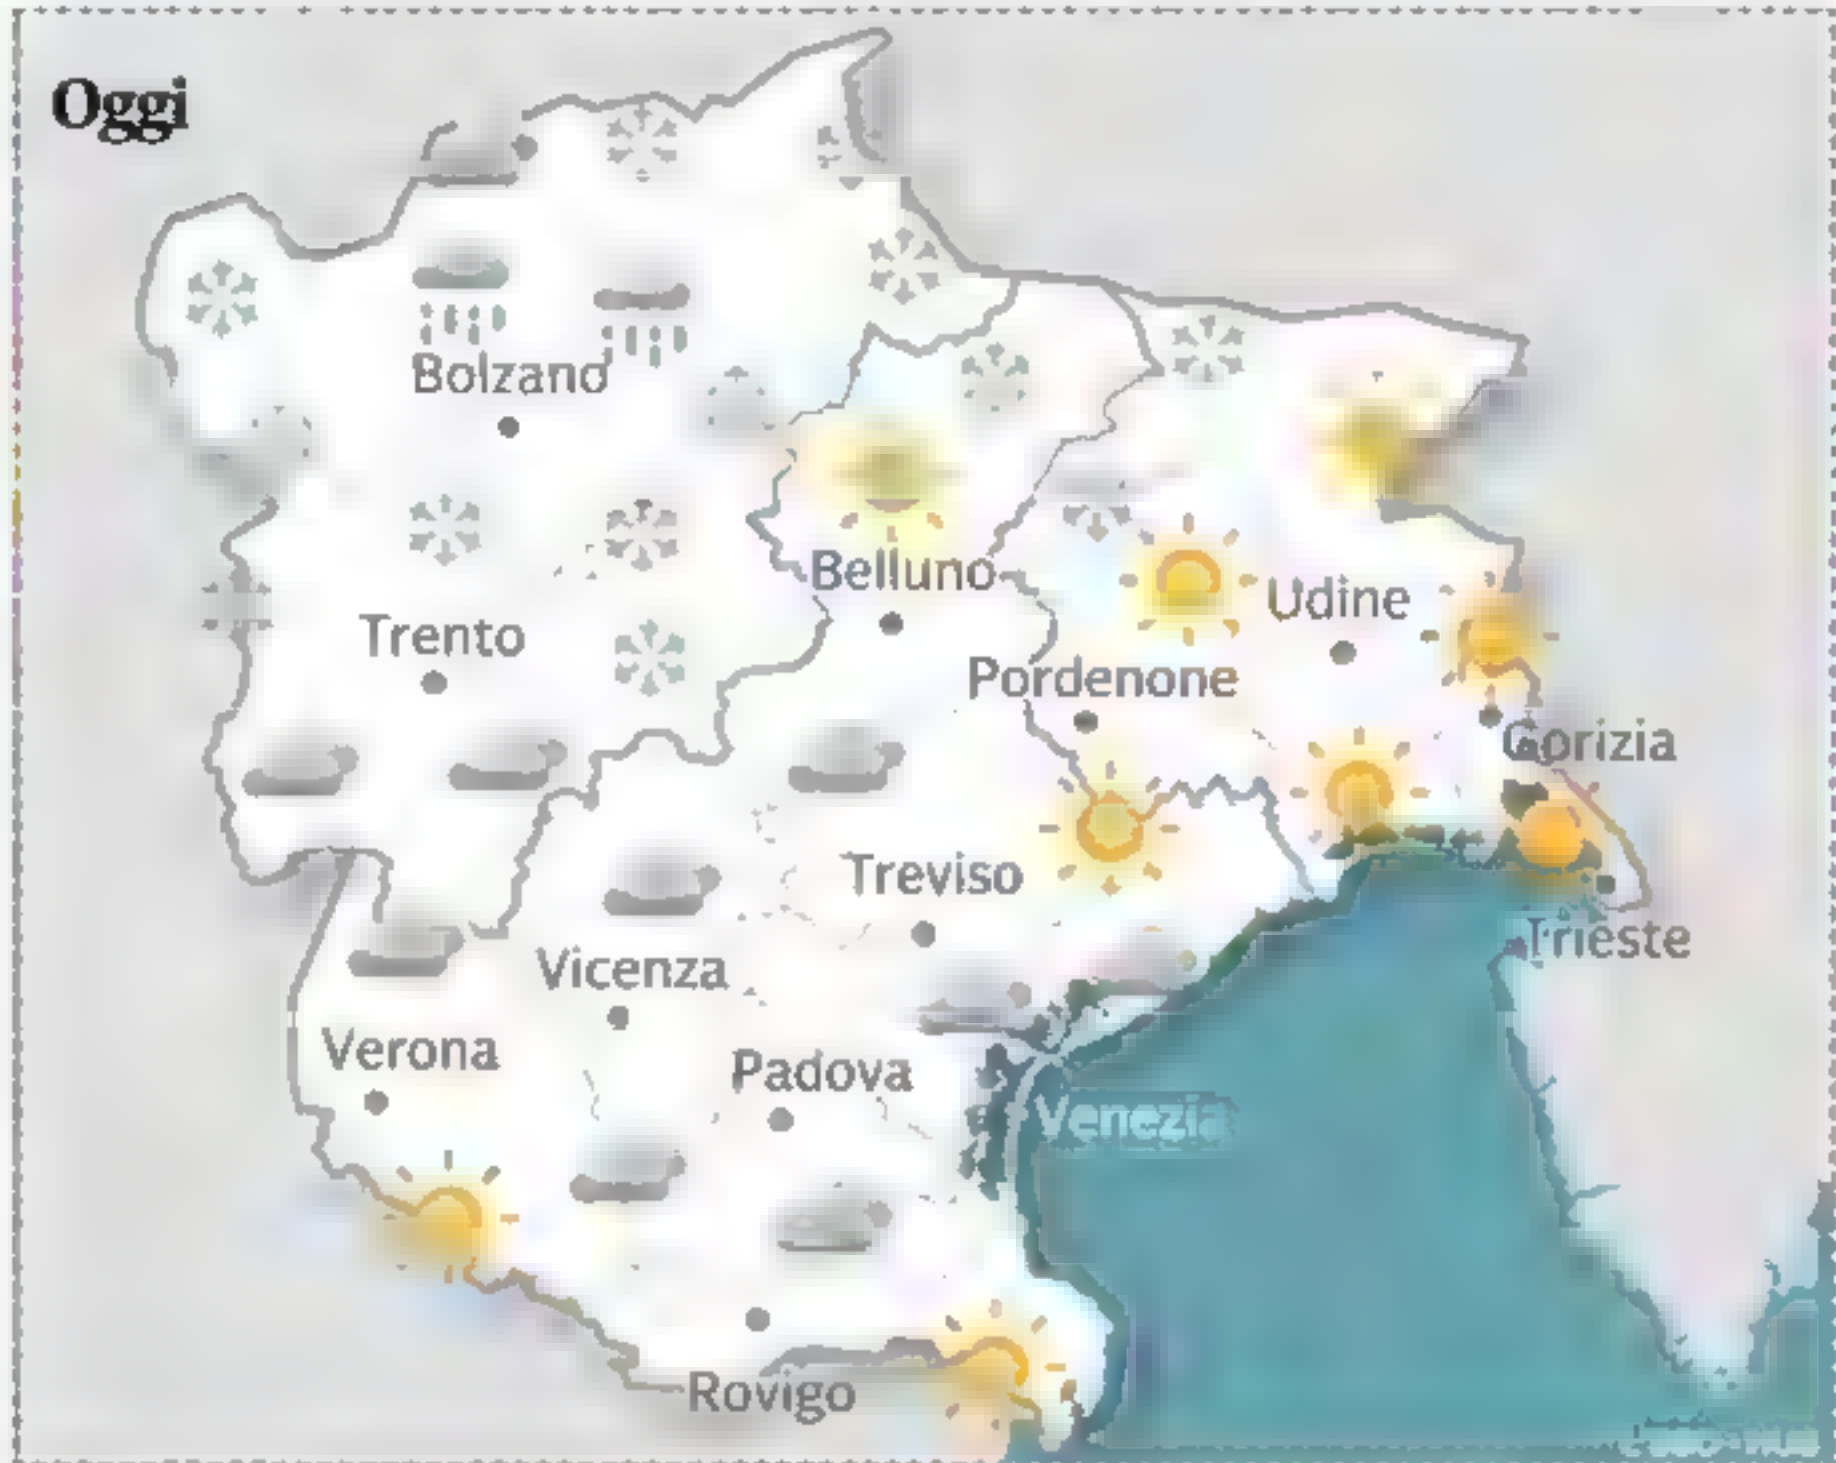 Oggi
Bolzano
Belluno
Udine
Trento
Pordenone
Gorizia
Treviso
Trieste
Vicenza
Verona
Padova
Venezia
Rovigo